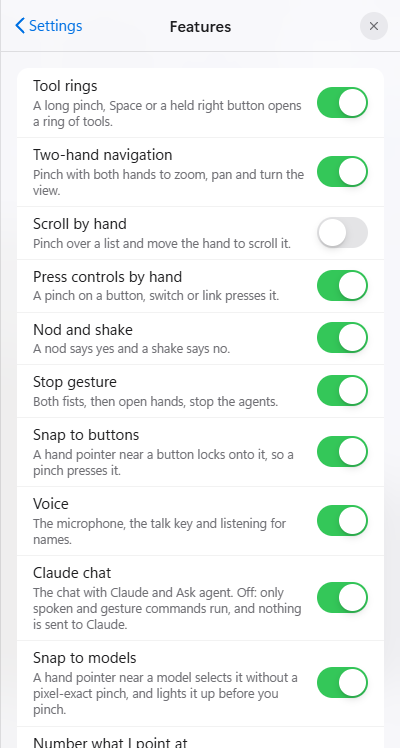 Settings
Features
Tool rings
A long pinch, Space or a held right button opens
a ring of tools.
Two-hand navigation
Pinch with both hands to zoom, pan and turn the
view.
Scroll by hand
Pinch over a list and move the hand to scroll it.
Press controls by hand
A pinch on a button, switch or link presses it.
Nod and shake
A nod says yes and a shake says no.
Stop gesture
Both fists, then open hands, stop the agents.
Snap to buttons
A hand pointer near a button locks onto it, so a
pinch presses it.
Voice
The microphone, the talk key and listening for
names.
Claude chat
The chat with Claude and Ask agent. Off: only
spoken and gesture commands run, and nothing
is sent to Claude.
Snap to models
A hand pointer near a model selects it without a
pixel-exact pinch, and lights it up before you
pinch.
Number what I point at